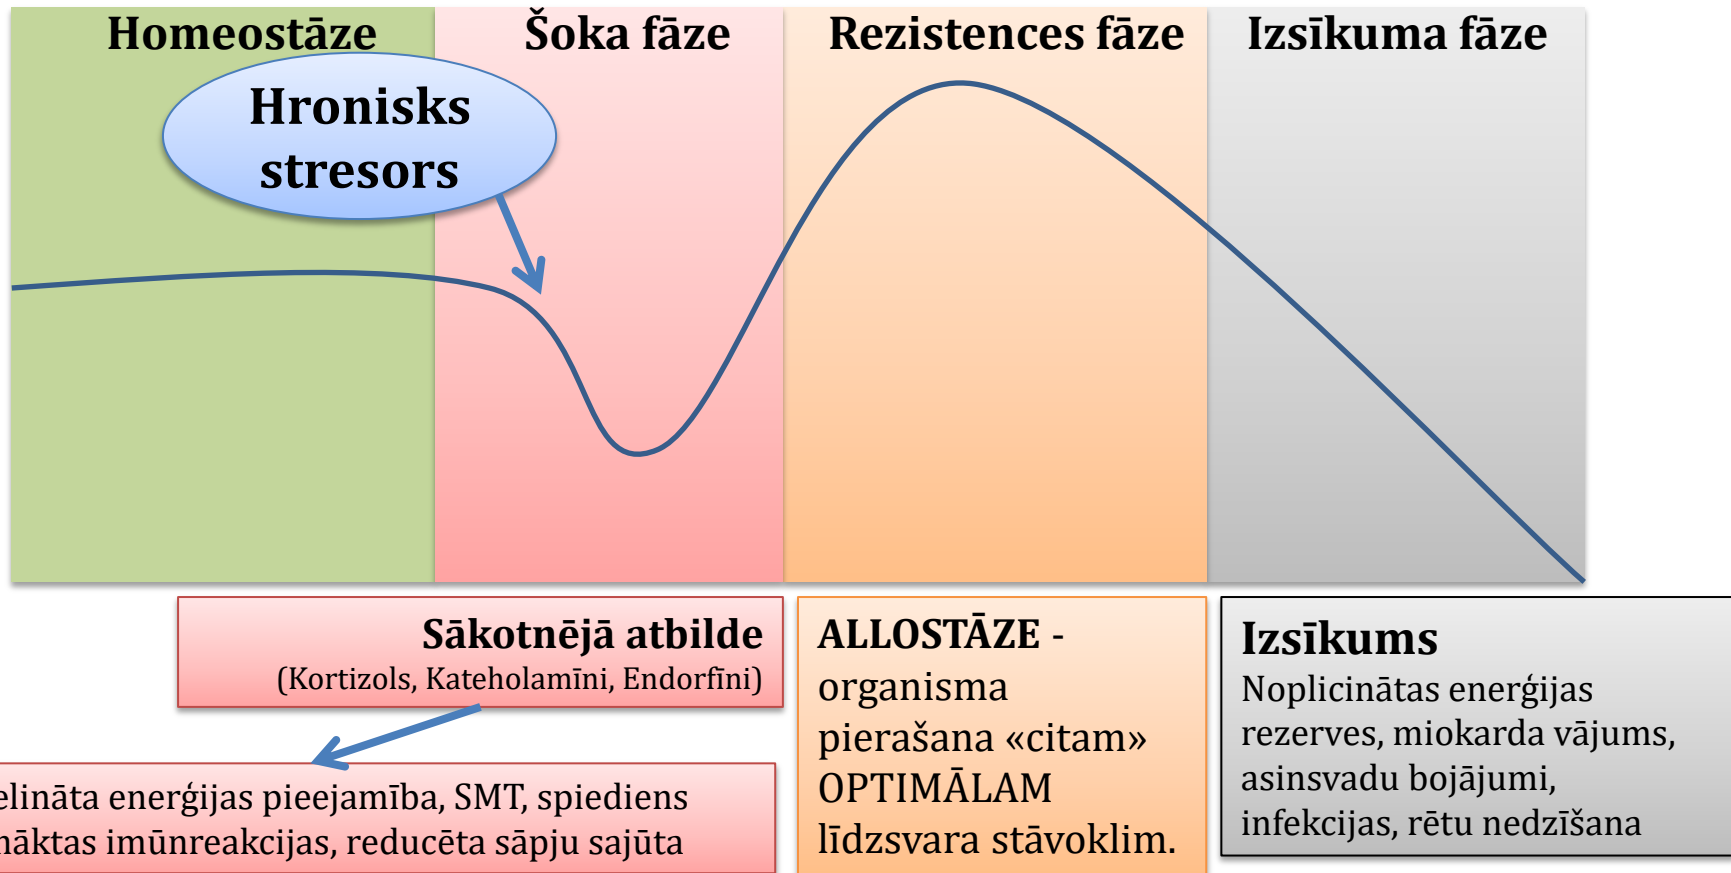 Homeostāze
Šoka fāze
Rezistences fāze
Izsīkuma fāze
Hronisks
stresors
Sākotnējā atbilde
(Kortizols, Kateholamīni, Endorfīni)
enerģijas pieejamība, SMT, spiediens
imūnreakcijas, reducēta sāpju sajūta
ALLOSTĀZE -
organisma
pierašana «citam»
OPTIMĀLAM
līdzsvara stāvoklim.
Izsīkums
Noplicinātas enerģijas
rezerves, miokarda vājums,
asinsvadu bojājumi,
infekcijas, rētu nedzīšana